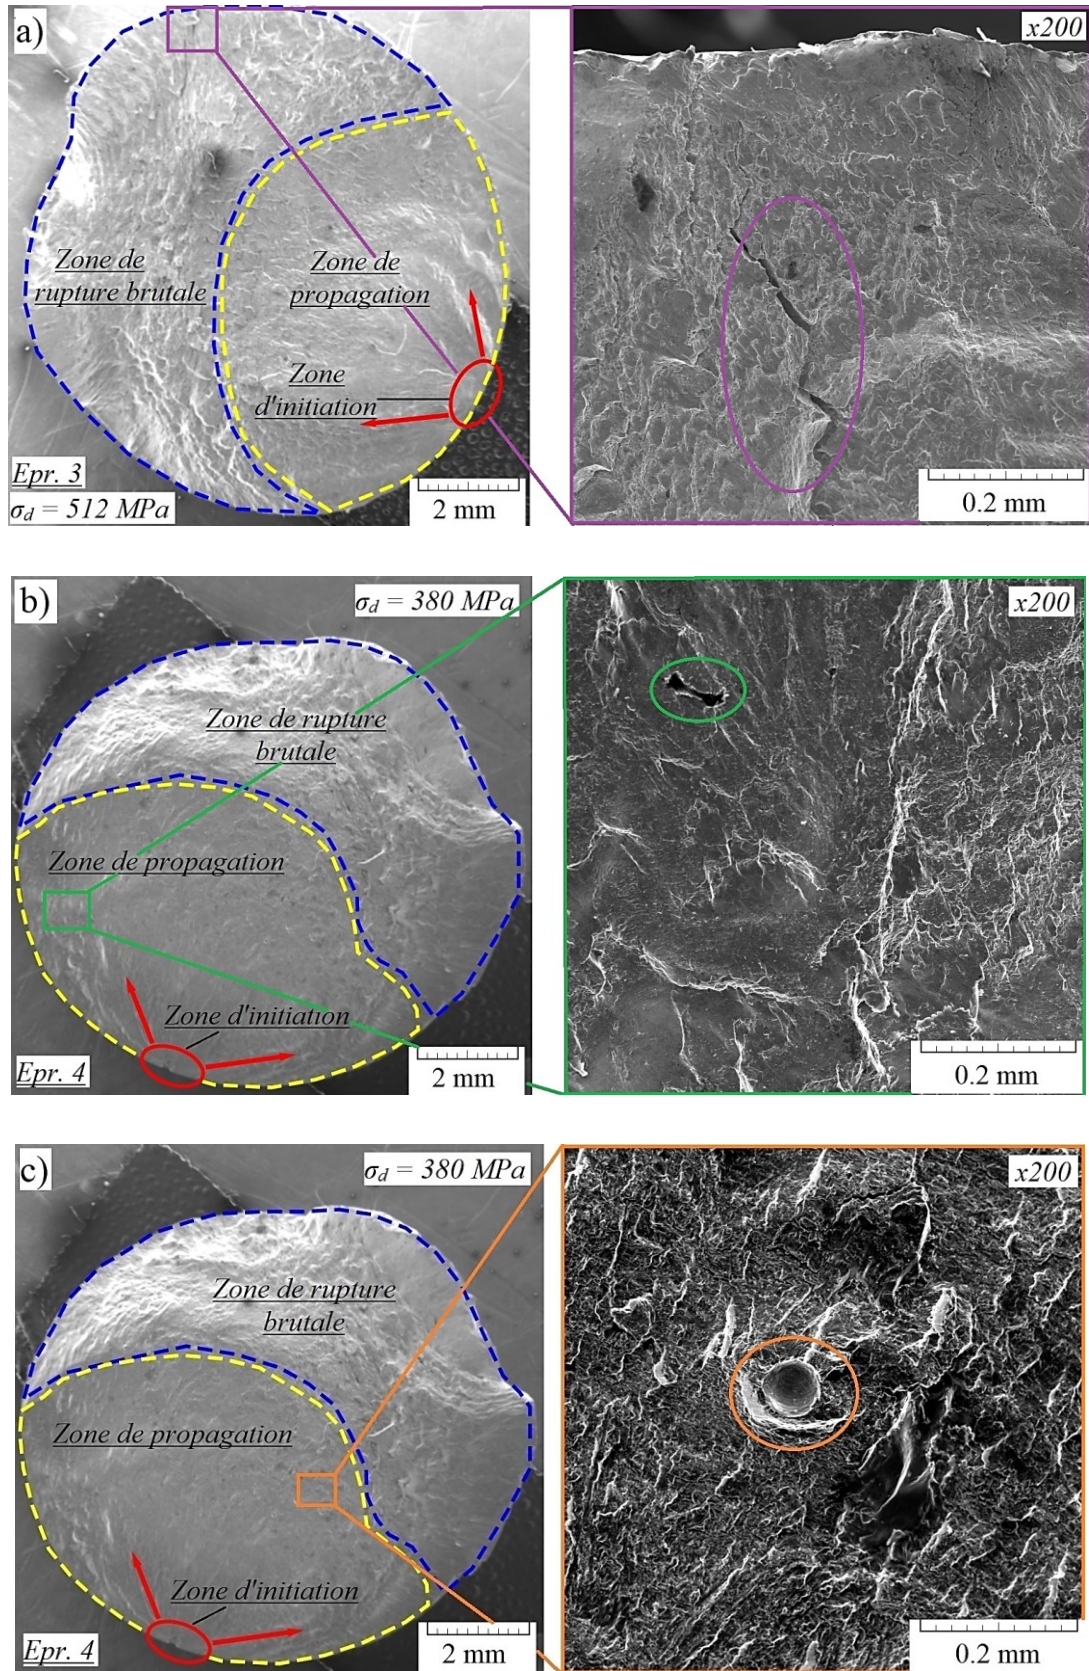 a)
x200
Zone de
rupture brutale
Zone de
propagation
Zone
d'initiation
Epr. 3
σd = 512 MPa
2 mm
0.2 mm
b)
σd = 380 MPa
x200
Zone de rupture
brutale
Zone de propagation
Zone d'initiation
Epr. 4
2 mm
0.2 mm
c)
σd = 380 MPa
x200
Zone de rupture
brutale
Zone de propagation
Zone d'initiation
Epr. 4
2 mm
0.2 mm